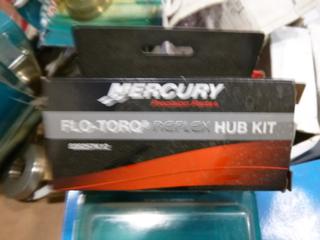 MERCURY
Precision Parts
FLO-TORQ® REFLEX HUB KIT